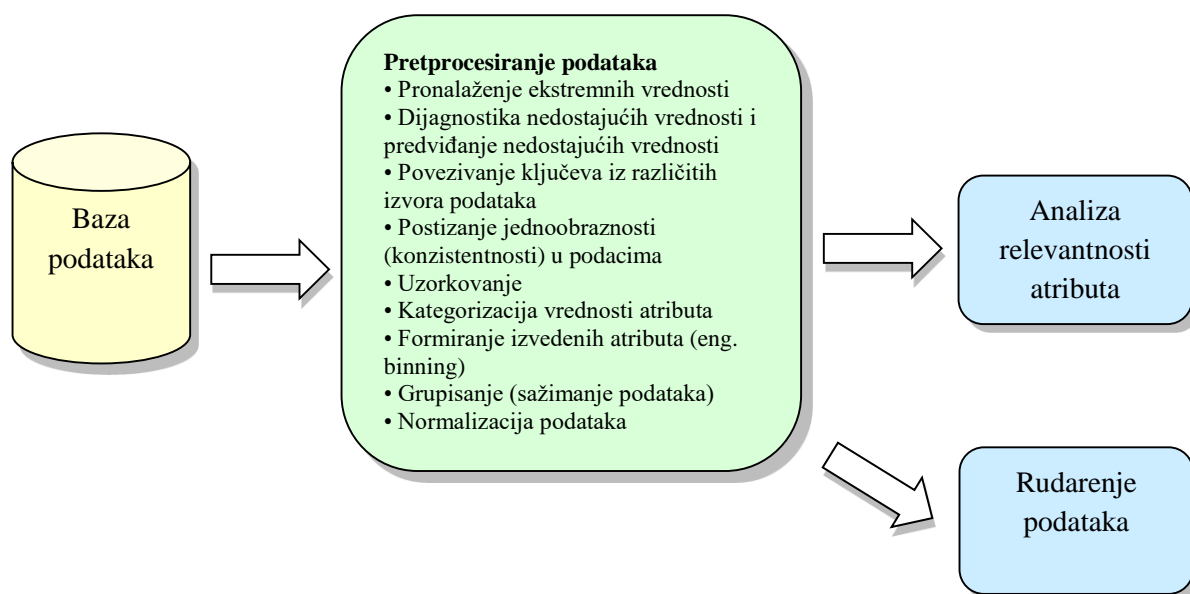 Baza
podataka
Pretprocesiranje podataka
• Pronalaženje ekstremnih vrednosti
• Dijagnostika nedostajućih vrednosti i
predviđanje nedostajućih vrednosti
• Povezivanje ključeva iz različitih
izvora podataka
• Postizanje jednoobraznosti
(konzistentnosti) u podacima
• Uzorkovanje
• Kategorizacija vrednosti atributa
• Formiranje izvedenih atributa (eng.
binning)
• Grupisanje (sažimanje podataka)
• Normalizacija podataka
Analiza
relevantnosti
atributa
Rudarenje
podataka